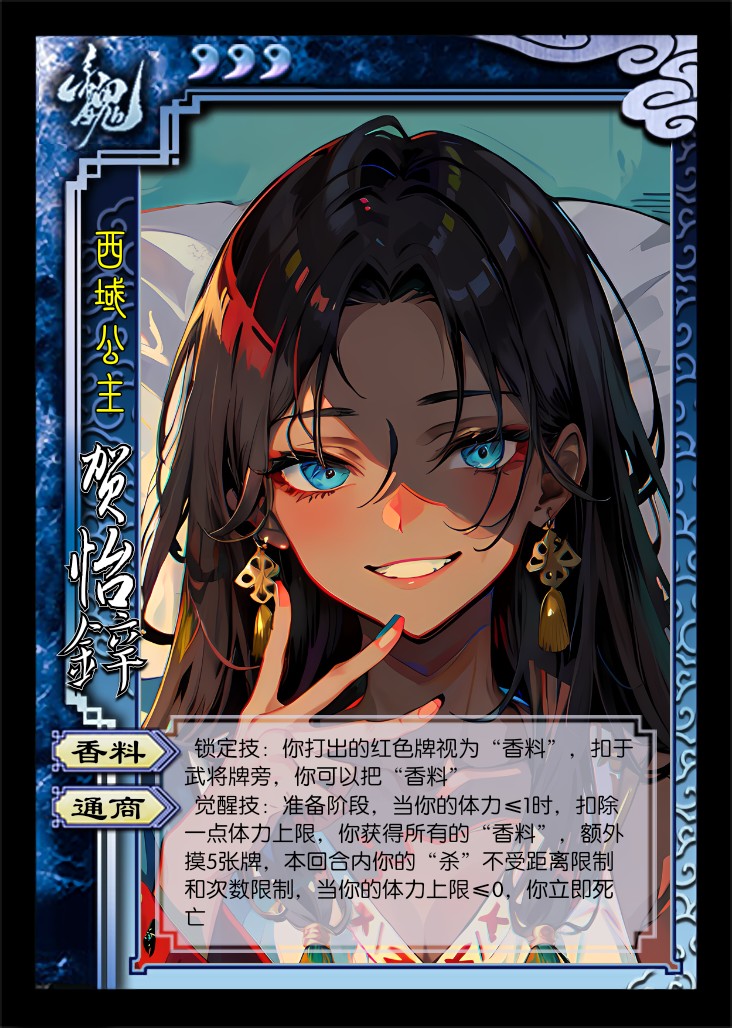 魏
西域公主
贺怡鋅
香料
锁定技：你打出的红色牌视为“香料”，扣于
武将牌旁，你可以把“香料”
通商
觉醒技：准备阶段，当你的体力≤1时，扣除
一点体力上限，你获得所有的“香料”，额外
摸5张牌，本回合内你的“杀”不受距离限制
和次数限制，当你的体力上限≤0，你立即死
亡